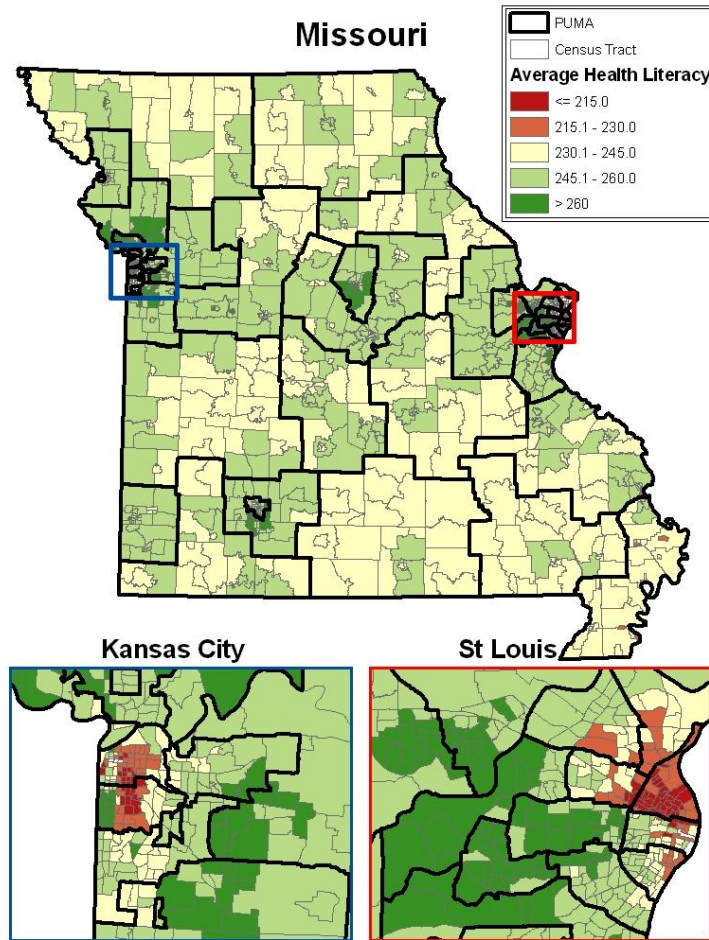 Missouri
PUMA
Census Tract
Average Health Literacy
<= 215.0
215.1 - 230.0
230.1 - 245.0
245.1 - 260.0
> 260
Kansas City
St Louis